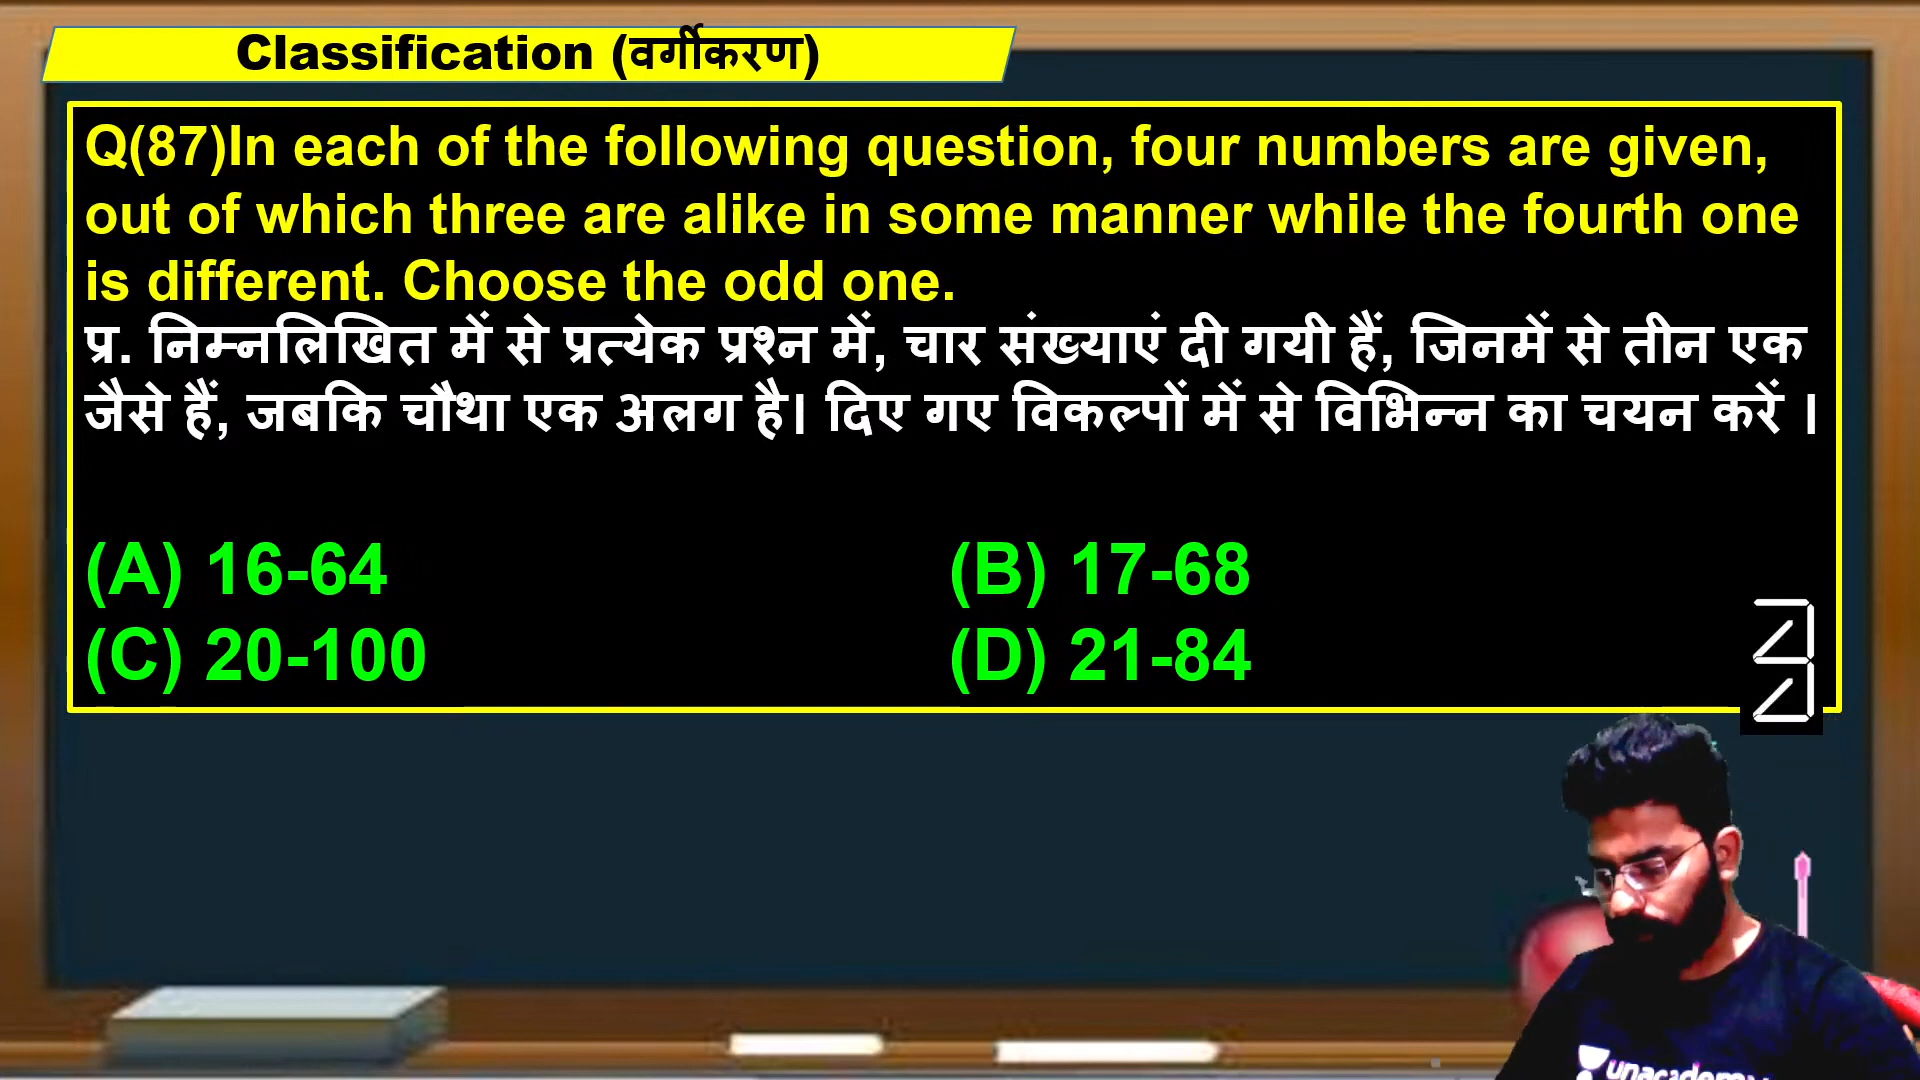 Classification (वर्गीकरण)
Q(87)In each of the following question, four numbers are given,
out of which three are alike in some manner while the fourth one
is different. Choose the odd one.
प्र. निम्नलिखित में से प्रत्येक प्रश्न में, चार संख्याएं दी गयी हैं, जिनमें से तीन एक
जैसे हैं, जबकि चौथा एक अलग है। दिए गए विकल्पों में से विभिन्न का चयन करें ।
(A) 16-64 (B) 17-68
(C) 20-100 (D) 21-84
unacademy